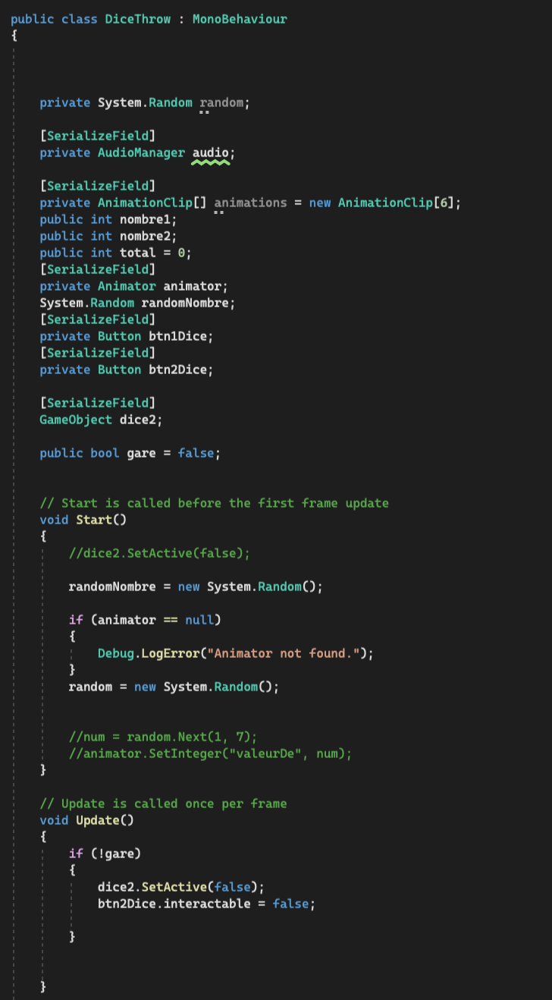 public class DiceThrow : MonoBehaviour
{
private System.Random random;
[SerializeField]
private AudioManager audio;
[SerializeField]
private AnimationClip[] animations = new AnimationClip[6];
public int nombre1;
public int nombre2;
public int total = 0;
[SerializeField]
private Animator animator;
System.Random randomNombre;
[SerializeField]
private Button btn1Dice;
[SerializeField]
private Button btn2Dice;
[SerializeField]
GameObject dice2;
public bool gare = false;
// Start is called before the first frame update
void Start()
{
//dice2.SetActive(false);
randomNombre = new System.Random();
if (animator == null)
{
Debug.LogError("Animator not found.");
}
random = new System.Random();
//num = random.Next(1, 7);
//animator.SetInteger("valeurDe", num);
}
// Update is called once per frame
void Update()
{
if (!gare)
{
dice2.SetActive(false);
btn2Dice.interactable = false;
}
}